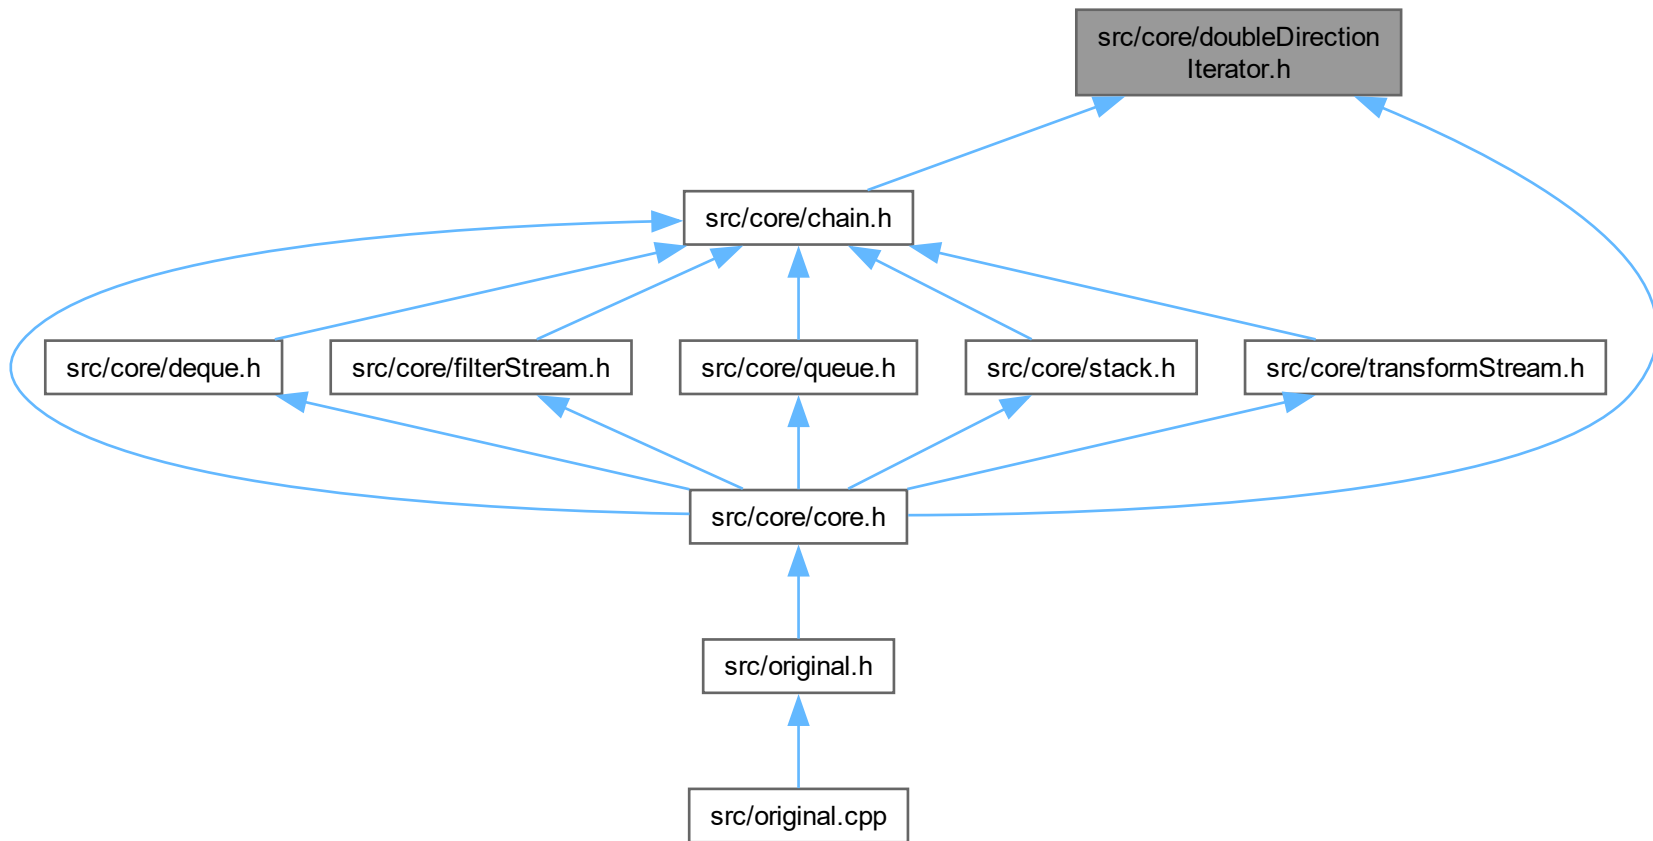 src/core/doubleDirection
Iterator.h
src/core/chain.h
src/core/deque.h
src/core/filterStream.h
src/core/queue.h
src/core/stack.h
src/core/transformStream.h
src/core/core.h
src/original.h
src/original.cpp